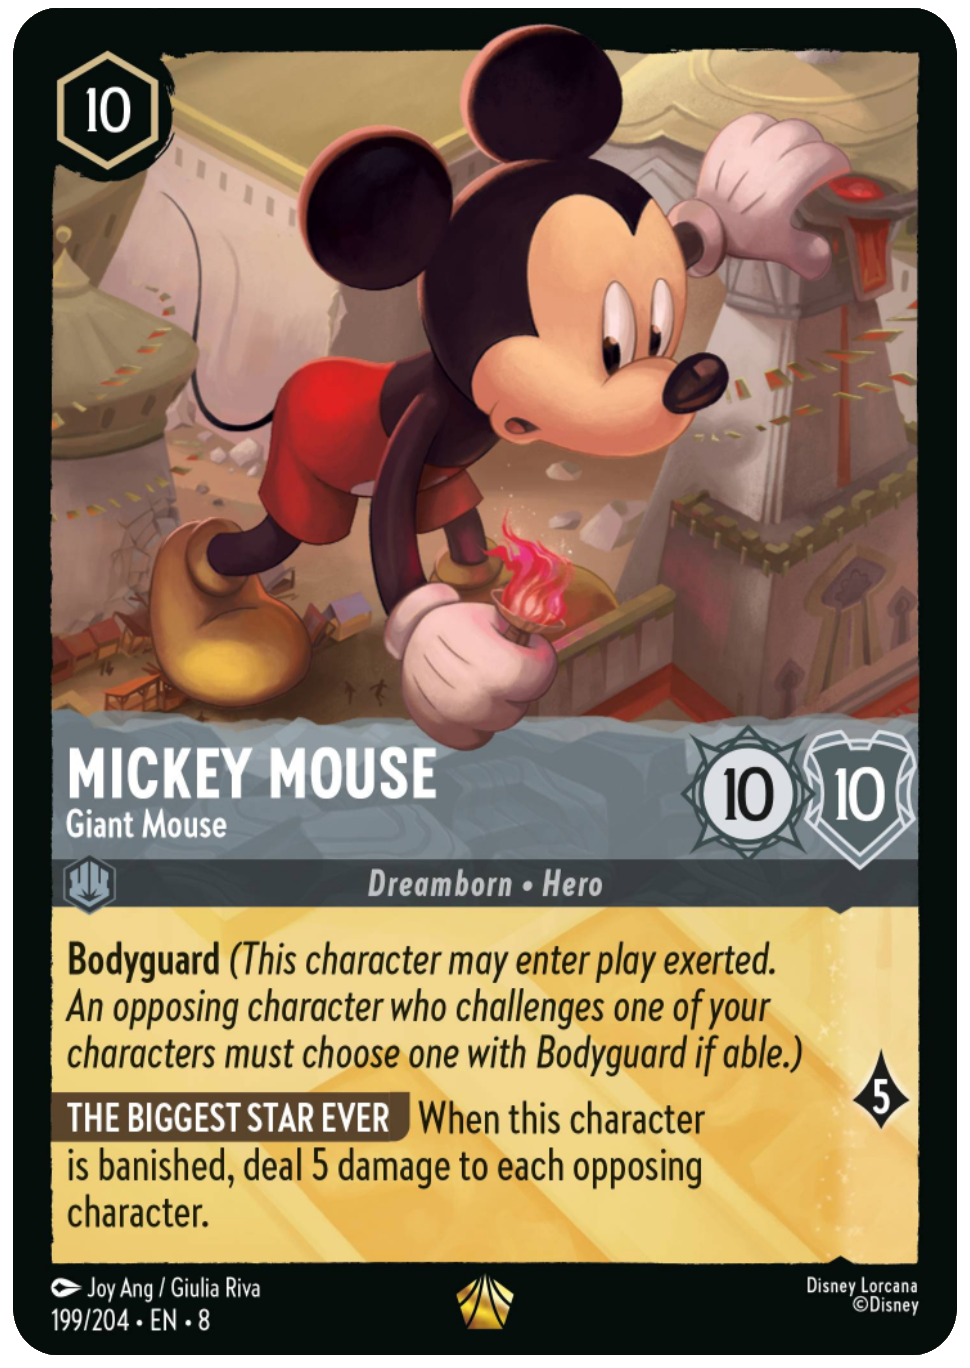 10
MICKEY MOUSE
Giant Mouse
10 10
Dreamborn • Hero
Bodyguard (This character may enter play exerted.
An opposing character who challenges one of your
characters must choose one with Bodyguard if able.)
THE BIGGEST STAR EVER When this character
is banished, deal 5 damage to each opposing
character.
5
Joy Ang / Giulia Riva
199/204 • EN • 8
Disney Lorcana
©Disney